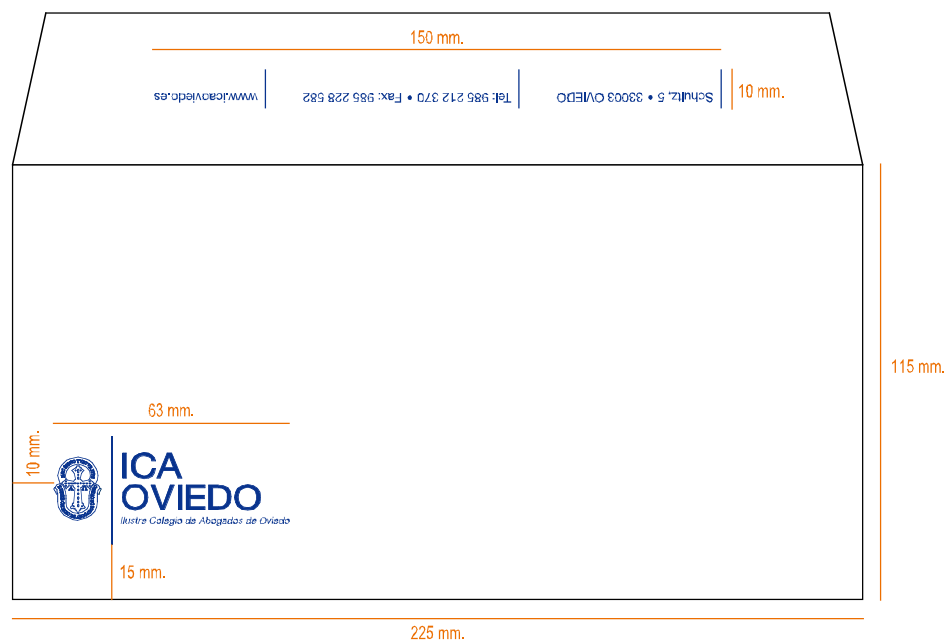 150 mm.
Schultz, 5 • 33003 OVIEDO
Tel: 985 212 370 • Fax: 985 228 582
www.icaoviedo.es
10 mm.
115 mm.
63 mm.
10 mm.
ICA
OVIEDO
Ilustre Colegio de Abogados de Oviedo
15 mm.
225 mm.